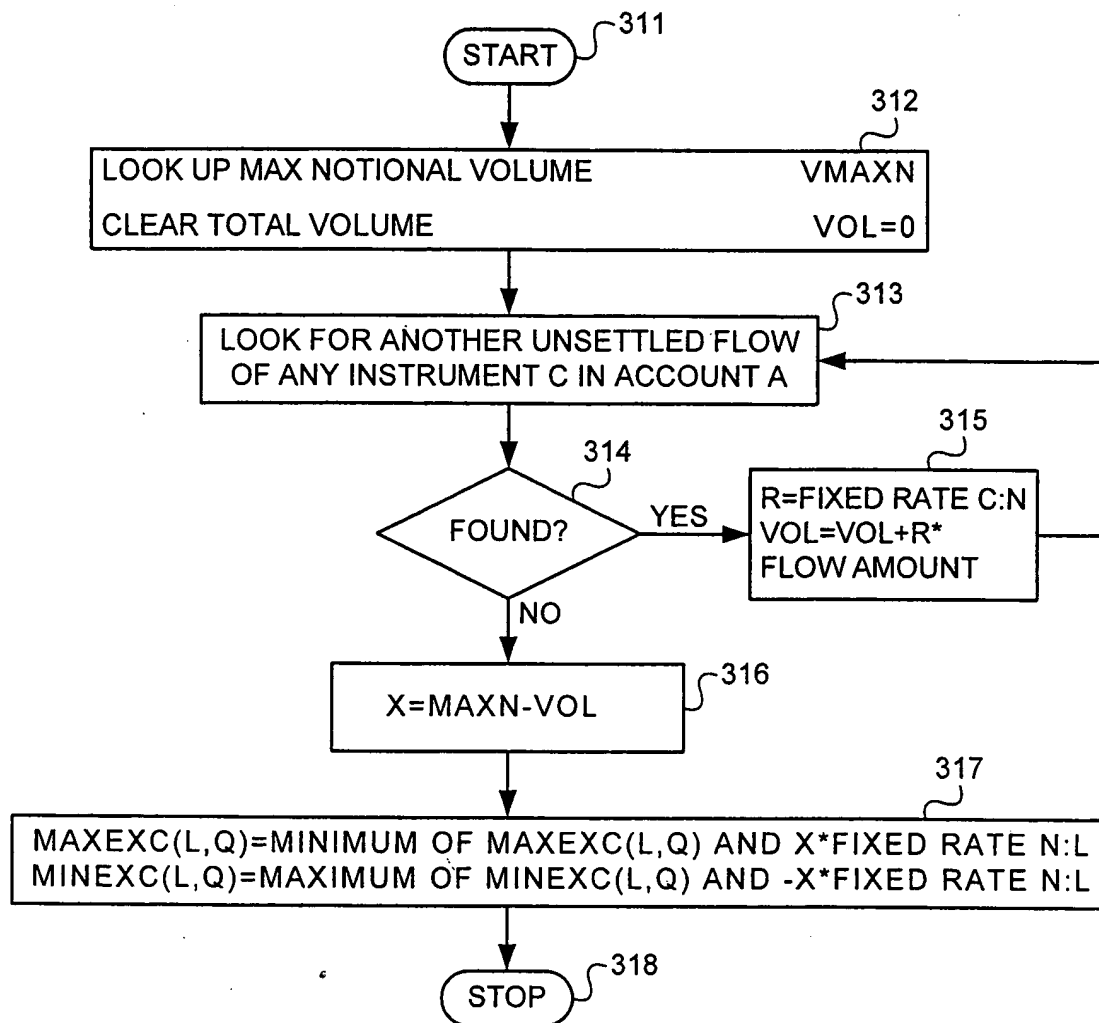 START
311
312
LOOK UP MAX NOTIONAL VOLUME VMAXN
CLEAR TOTAL VOLUME VOL=0
313
LOOK FOR ANOTHER UNSETTLED FLOW
OF ANY INSTRUMENT C IN ACCOUNT A
314
FOUND?
YES
315
R=FIXED RATE C:N
VOL=VOL+R*
FLOW AMOUNT
NO
316
X=MAXN-VOL
317
MAXEXC(L,Q)=MINIMUM OF MAXEXC(L,Q) AND X*FIXED RATE N:L
MINEXC(L,Q)=MAXIMUM OF MINEXC(L,Q) AND -X*FIXED RATE N:L
STOP
318